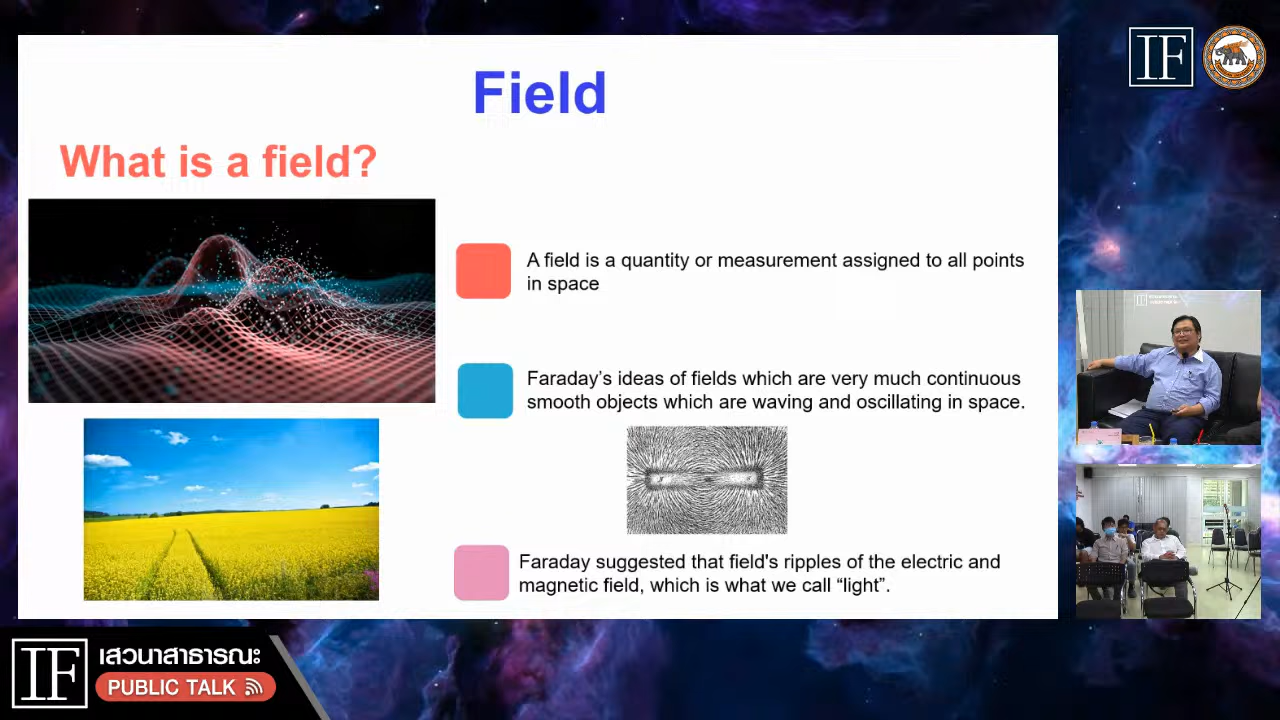 Field
What is a field?
A field is a quantity or measurement assigned to all points
in space
Faraday's ideas of fields which are very much continuous
smooth objects which are waving and oscillating in space.
Faraday suggested that field's ripples of the electric and
magnetic field, which is what we call “light”.
IF
IF
เสวนาสาธารณะ
PUBLIC TALK